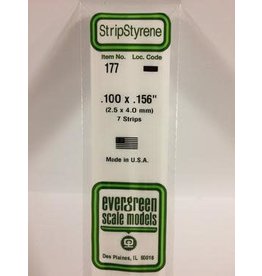 StripStyrene
Item No. Loc. Code
177
.100 x .156"
(2.5 x 4.0 mm)
7 Strips
Made in U.S.A.
evergreen
scale models
Des Plaines, IL 60018